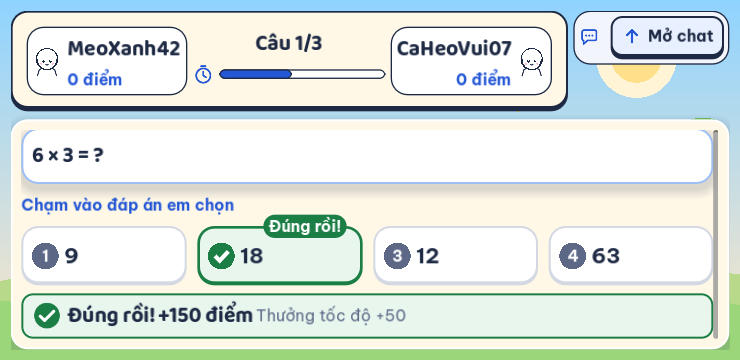 MeoXanh42
0 điểm
Câu 1/3
CaHeoVui07
0 điểm
Mở chat
6 × 3 = ?
Chạm vào đáp án em chọn
Đúng rồi!
1 9
18
3 12
4 63
Đúng rồi! +150 điểm Thưởng tốc độ +50